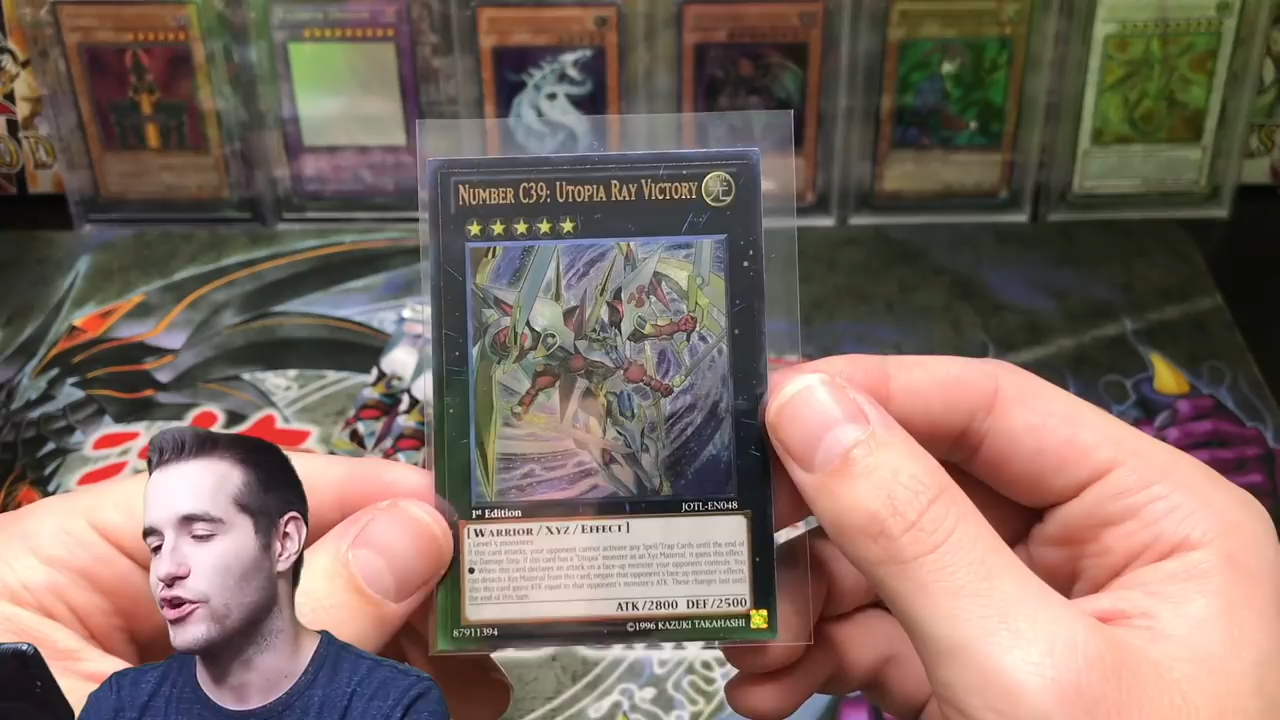 NUMBER C39: UTOPIA RAY VICTORY
光
1st Edition
JOTL-EN048
[WARRIOR/XYZ/EFFECT]
3 Level 5 monsters
If this card attacks, your opponent cannot activate any Spell/Trap Cards until the end of
the Damage Step. If this card has a "Utopia" monster as an Xyz Material, it gains this effect.
● When this card declares an attack on a face-up monster your opponent controls: You
can detach 1 Xyz Material from this card; negate that opponent's face-up monster's effects,
also this card gains ATK equal to that opponent's monster's ATK. These changes last until
the end of this turn.
ATK/2800 DEF/2500
87911394
©1996 KAZUKI TAKAHASHI